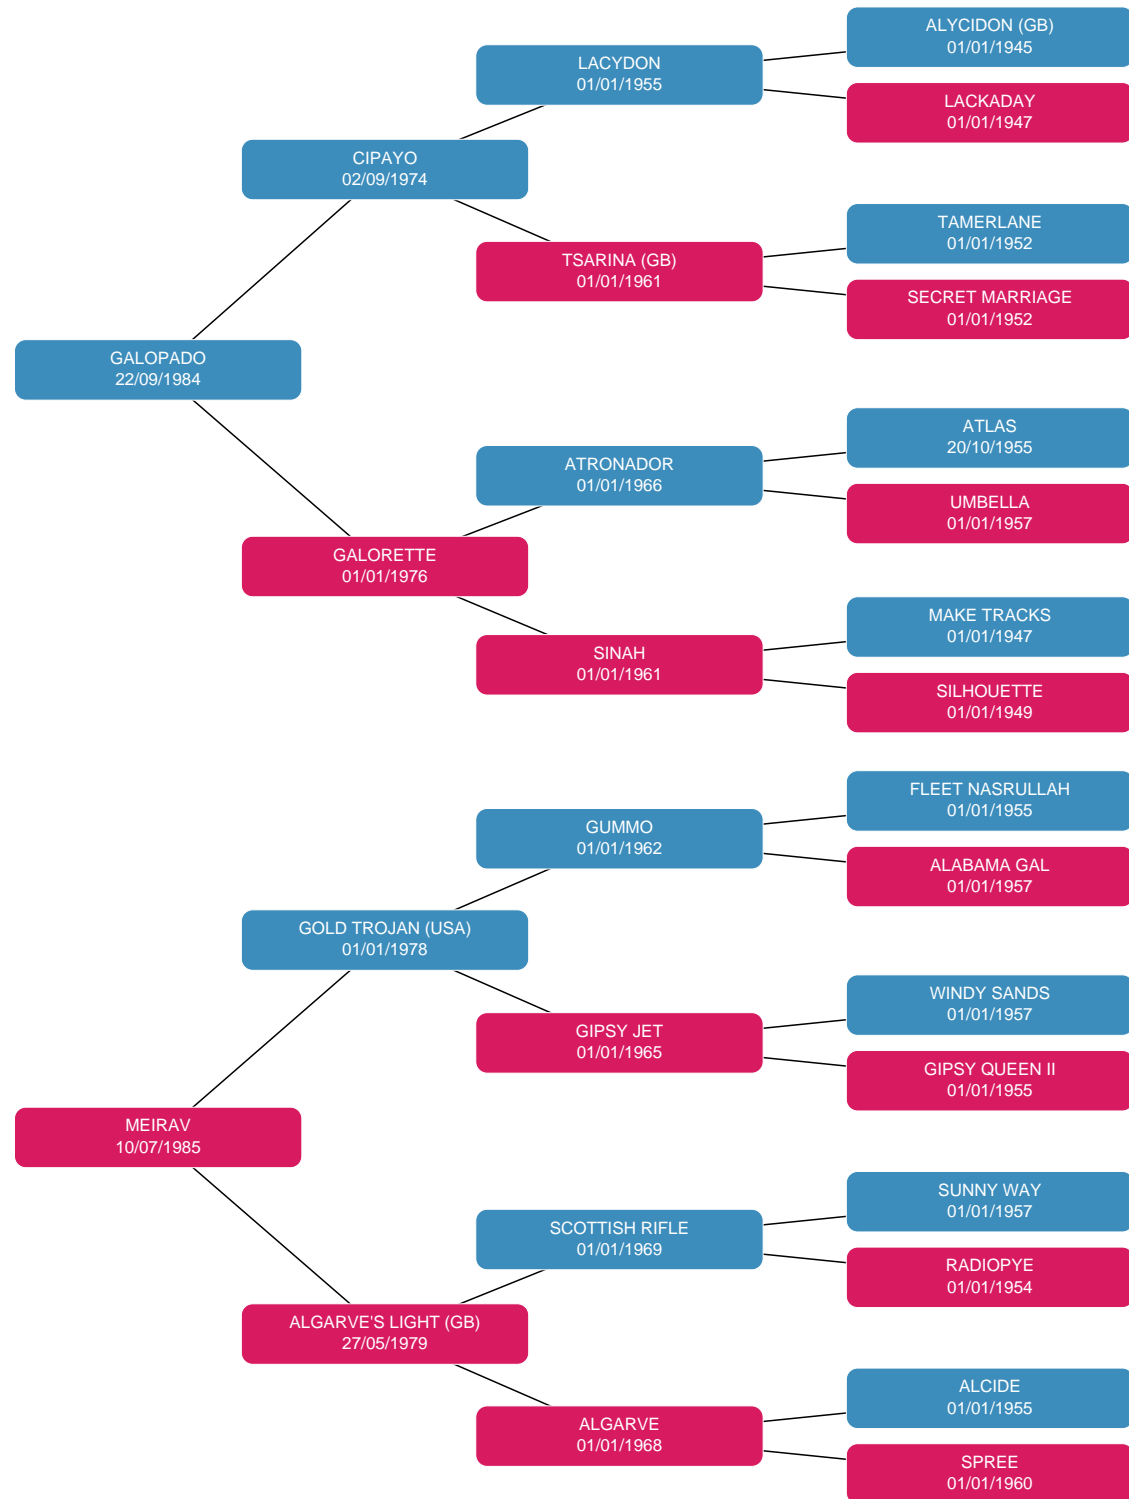 ALYCIDON (GB)
01/01/1945
LACYDON
01/01/1955
LACKADAY
01/01/1947
CIPAYO
02/09/1974
TAMERLANE
01/01/1952
TSARINA (GB)
01/01/1961
SECRET MARRIAGE
01/01/1952
GALOPADO
22/09/1984
ATLAS
20/10/1955
ATRONADOR
01/01/1966
UMBELLA
01/01/1957
GALORETTE
01/01/1976
MAKE TRACKS
01/01/1947
SINAH
01/01/1961
SILHOUETTE
01/01/1949
FLEET NASRULLAH
01/01/1955
GUMMO
01/01/1962
ALABAMA GAL
01/01/1957
GOLD TROJAN (USA)
01/01/1978
WINDY SANDS
01/01/1957
GIPSY JET
01/01/1965
GIPSY QUEEN II
01/01/1955
MEIRAV
10/07/1985
SUNNY WAY
01/01/1957
SCOTTISH RIFLE
01/01/1969
RADIOPYE
01/01/1954
ALGARVE'S LIGHT (GB)
27/05/1979
ALCIDE
01/01/1955
ALGARVE
01/01/1968
SPREE
01/01/1960